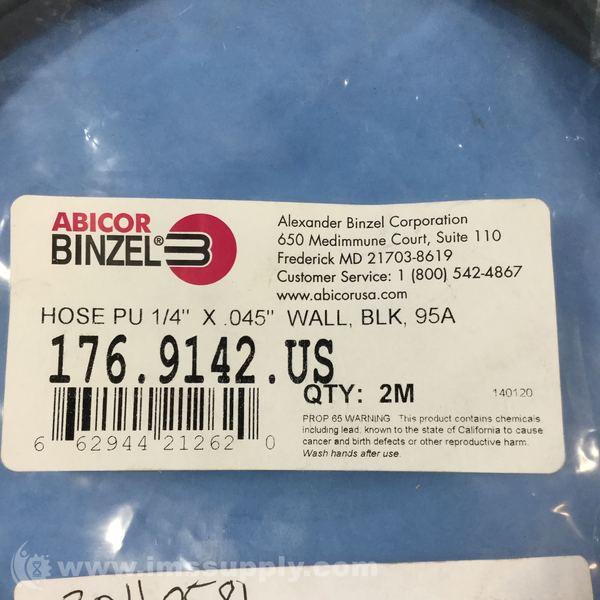 ABICOR
BINZEL®
Alexander Binzel Corporation
650 Medimmune Court, Suite 110
Frederick MD 21703-8619
Customer Service: 1 (800) 542-4867
www.abicorusa.com
HOSE PU 1/4" X .045" WALL, BLK, 95A
176.9142.US
QTY: 2M
140120
PROP 65 WARNING This product contains chemicals
including lead, known to the state of California to cause
cancer and birth defects or other reproductive harm.
Wash hands after use.
6 62944 21262 0
www.imssupply.com